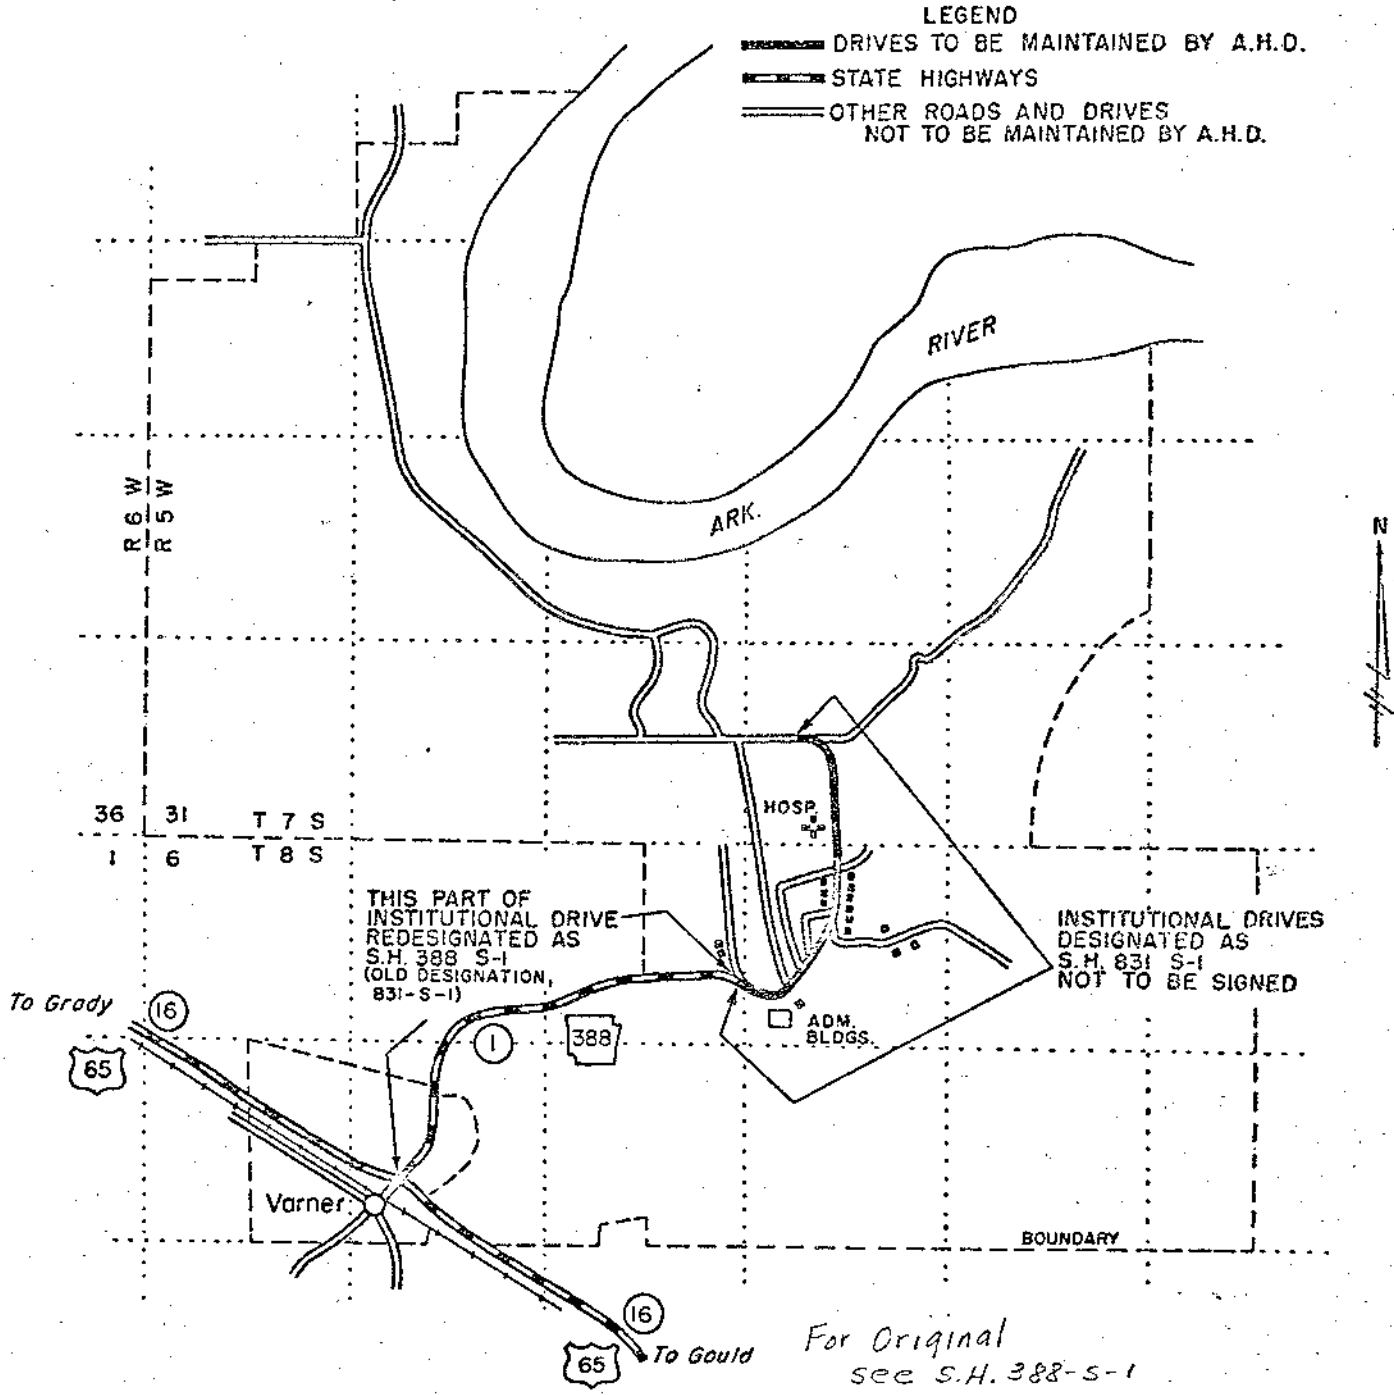 LEGEND
DRIVES TO BE MAINTAINED BY A.H.D.
STATE HIGHWAYS
OTHER ROADS AND DRIVES
NOT TO BE MAINTAINED BY A.H.D.
RIVER
ARK.
R 6 W
R 5 W
N
HOSP.
36 31 T 7 S
1 6 T 8 S
THIS PART OF
INSTITUTIONAL DRIVE
REDESIGNATED AS
S.H. 388 S-1
(OLD DESIGNATION,
831-S-1)
INSTITUTIONAL DRIVES
DESIGNATED AS
S.H. 831 S-1
NOT TO BE SIGNED
To Grady
16
65
1
388
ADM.
BLDGS.
Varner
BOUNDARY
16
65
To Gould
For Original
see S.H. 388-S-1